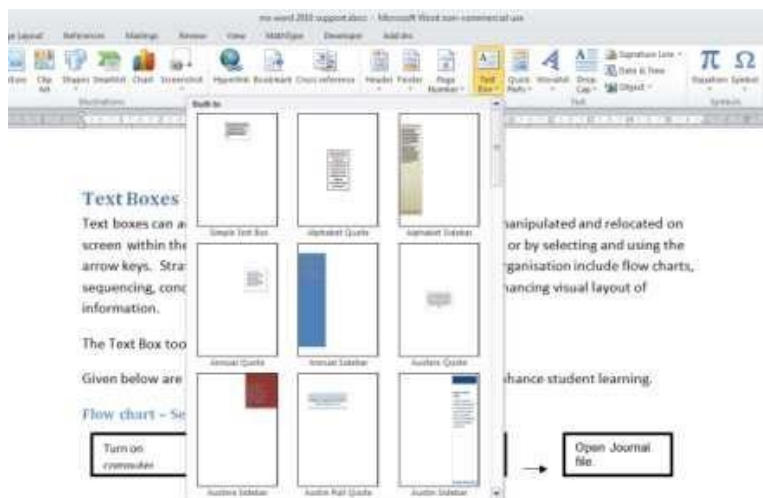 ms word 2010 support.docx - Microsoft Word non-commercial use
Layout References Mailings Review View MathType Developer Add-Ins
Clip Art Shapes SmartArt Chart Screenshot Hyperlink Bookmark Cross-reference Header Footer Page Number Text Box Quick Parts WordArt Drop Cap Signature Line Date & Time Object Equation Symbol
Illustrations Text Symbols
Built-In
Simple Text Box Alphabet Quote Alphabet Sidebar
Annual Quote Annual Sidebar Austere Quote
Austere Sidebar Austin Pull Quote Austin Sidebar
Text Boxes
Text boxes can a manipulated and relocated on
screen within the or by selecting and using the
arrow keys. Stra rganisation include flow charts,
sequencing, conc hancing visual layout of
information.
The Text Box too
Given below are hance student learning.
Flow chart – Se
Turn on
computer
Open Journal
file.